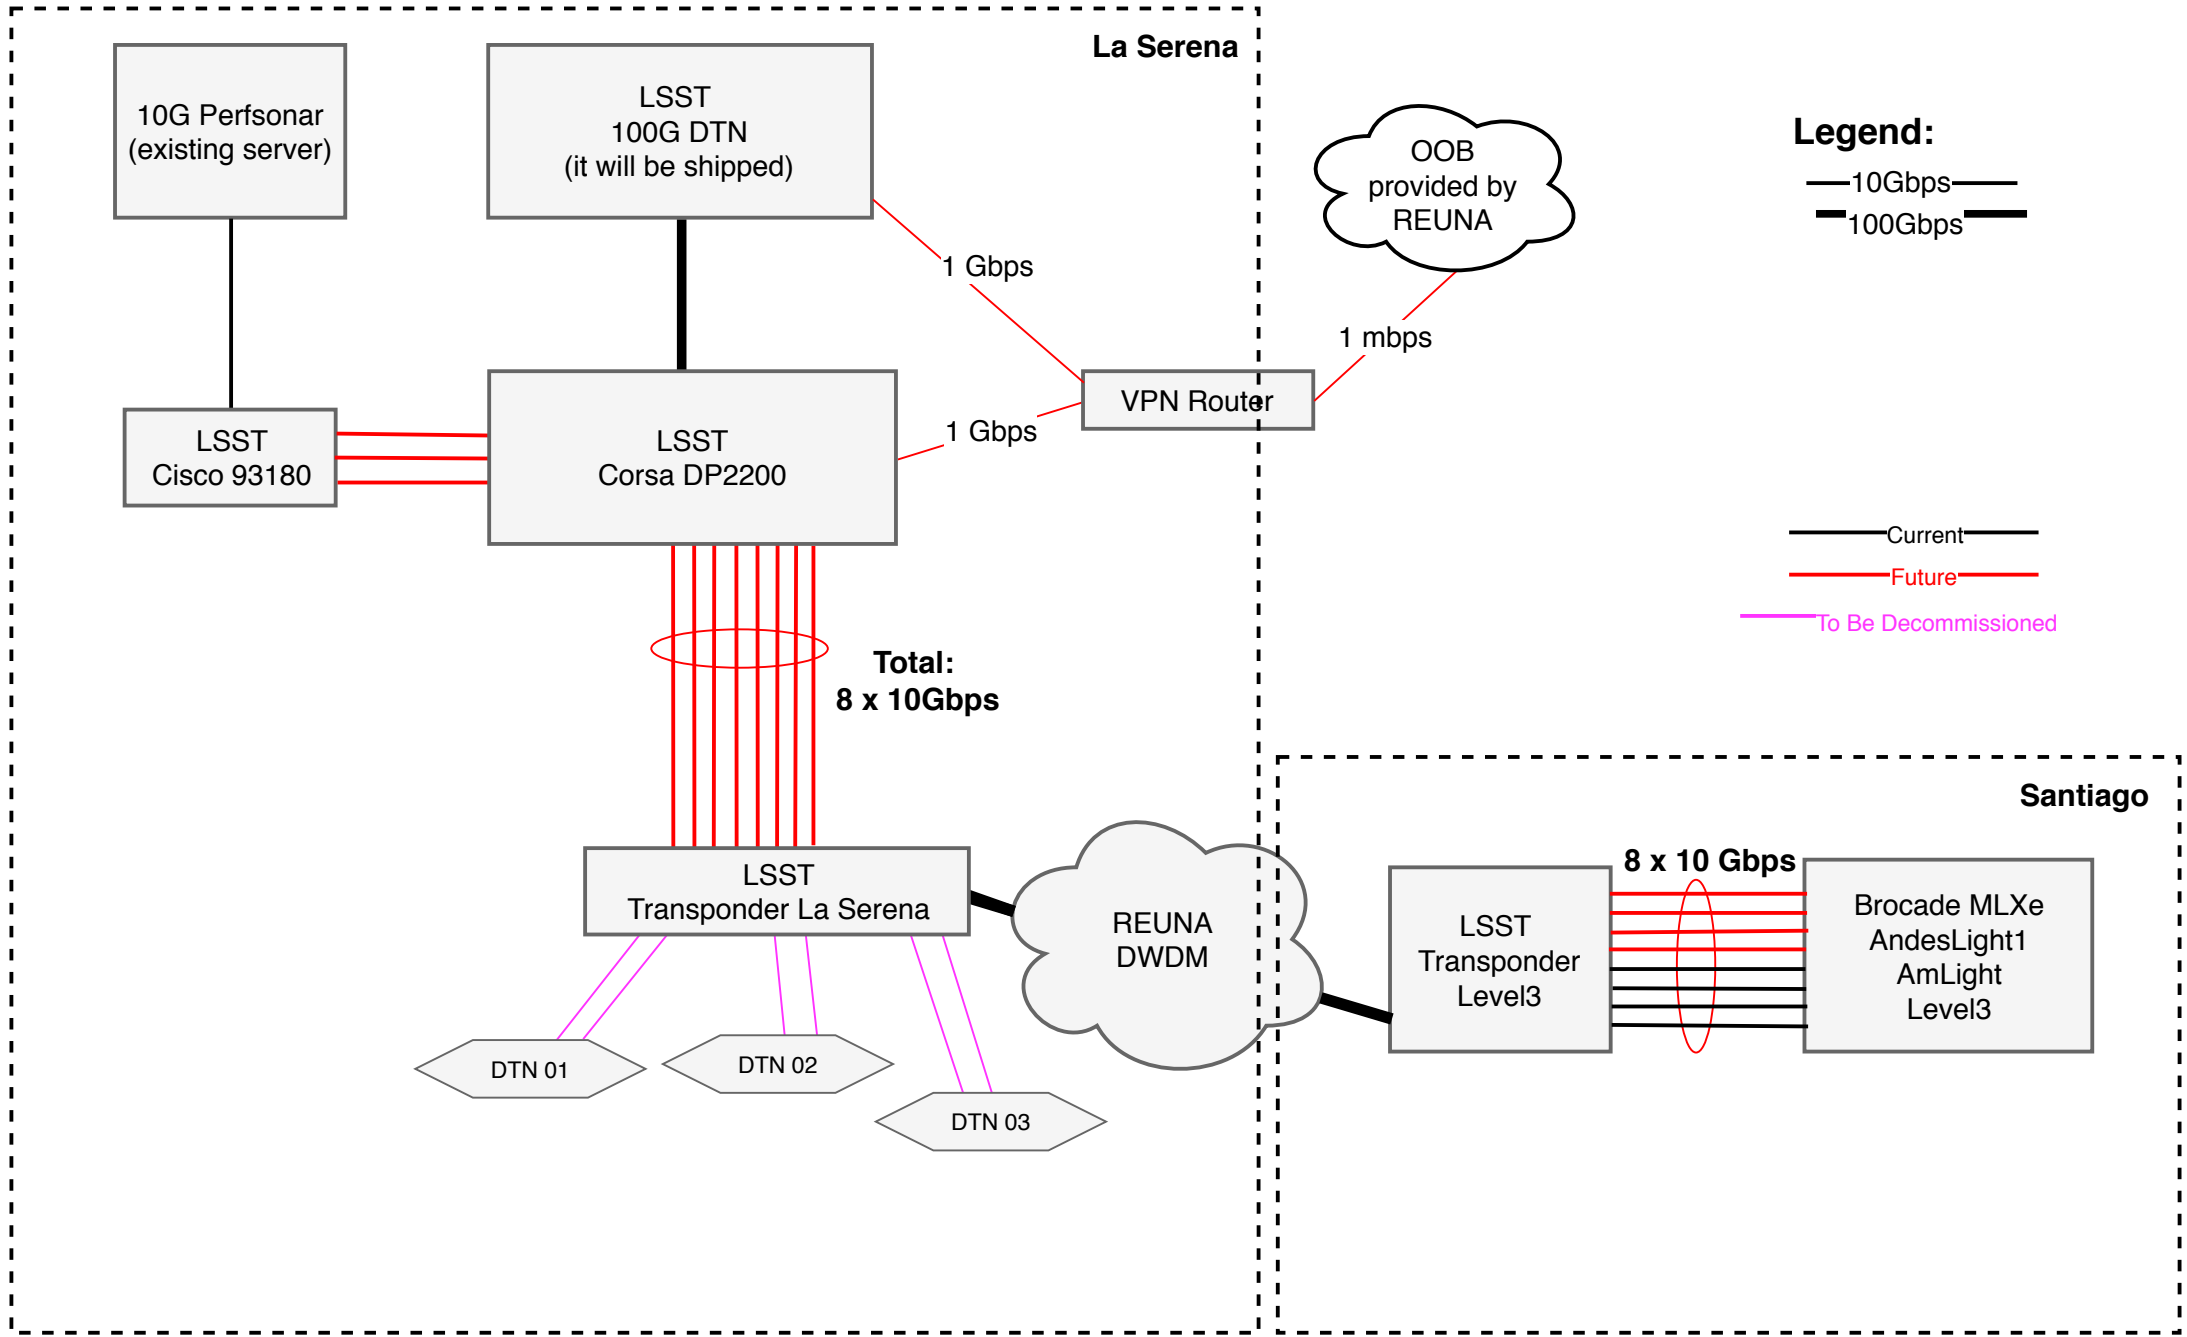 La Serena
10G Perfsonar
(existing server)
LSST
100G DTN
(it will be shipped)
OOB
provided by
REUNA
Legend:
10Gbps
100Gbps
1 Gbps
1 mbps
VPN Router
1 Gbps
LSST
Cisco 93180
LSST
Corsa DP2200
Current
Future
To Be Decommissioned
Total:
8 x 10Gbps
Santiago
LSST
Transponder La Serena
REUNA
DWDM
8 x 10 Gbps
LSST
Transponder
Level3
Brocade MLXe
AndesLight1
AmLight
Level3
DTN 01
DTN 02
DTN 03